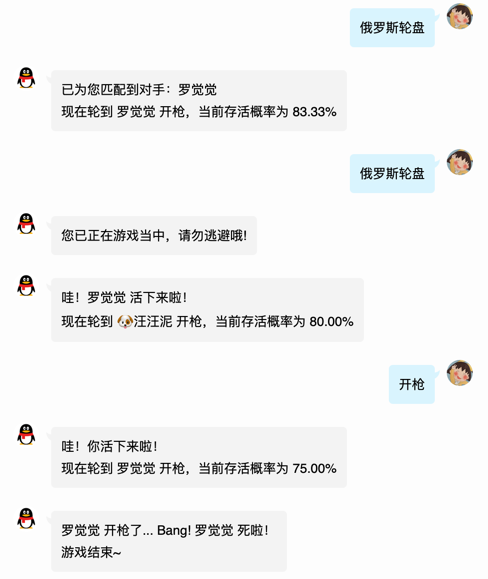 俄罗斯轮盘
已为您匹配到对手：罗觉觉
现在轮到 罗觉觉 开枪，当前存活概率为 83.33%
俄罗斯轮盘
您已正在游戏当中，请勿逃避哦!
哇！罗觉觉 活下来啦！
现在轮到 🐶汪汪泥 开枪，当前存活概率为 80.00%
开枪
哇！你活下来啦！
现在轮到 罗觉觉 开枪，当前存活概率为 75.00%
罗觉觉 开枪了... Bang! 罗觉觉 死啦！
游戏结束~